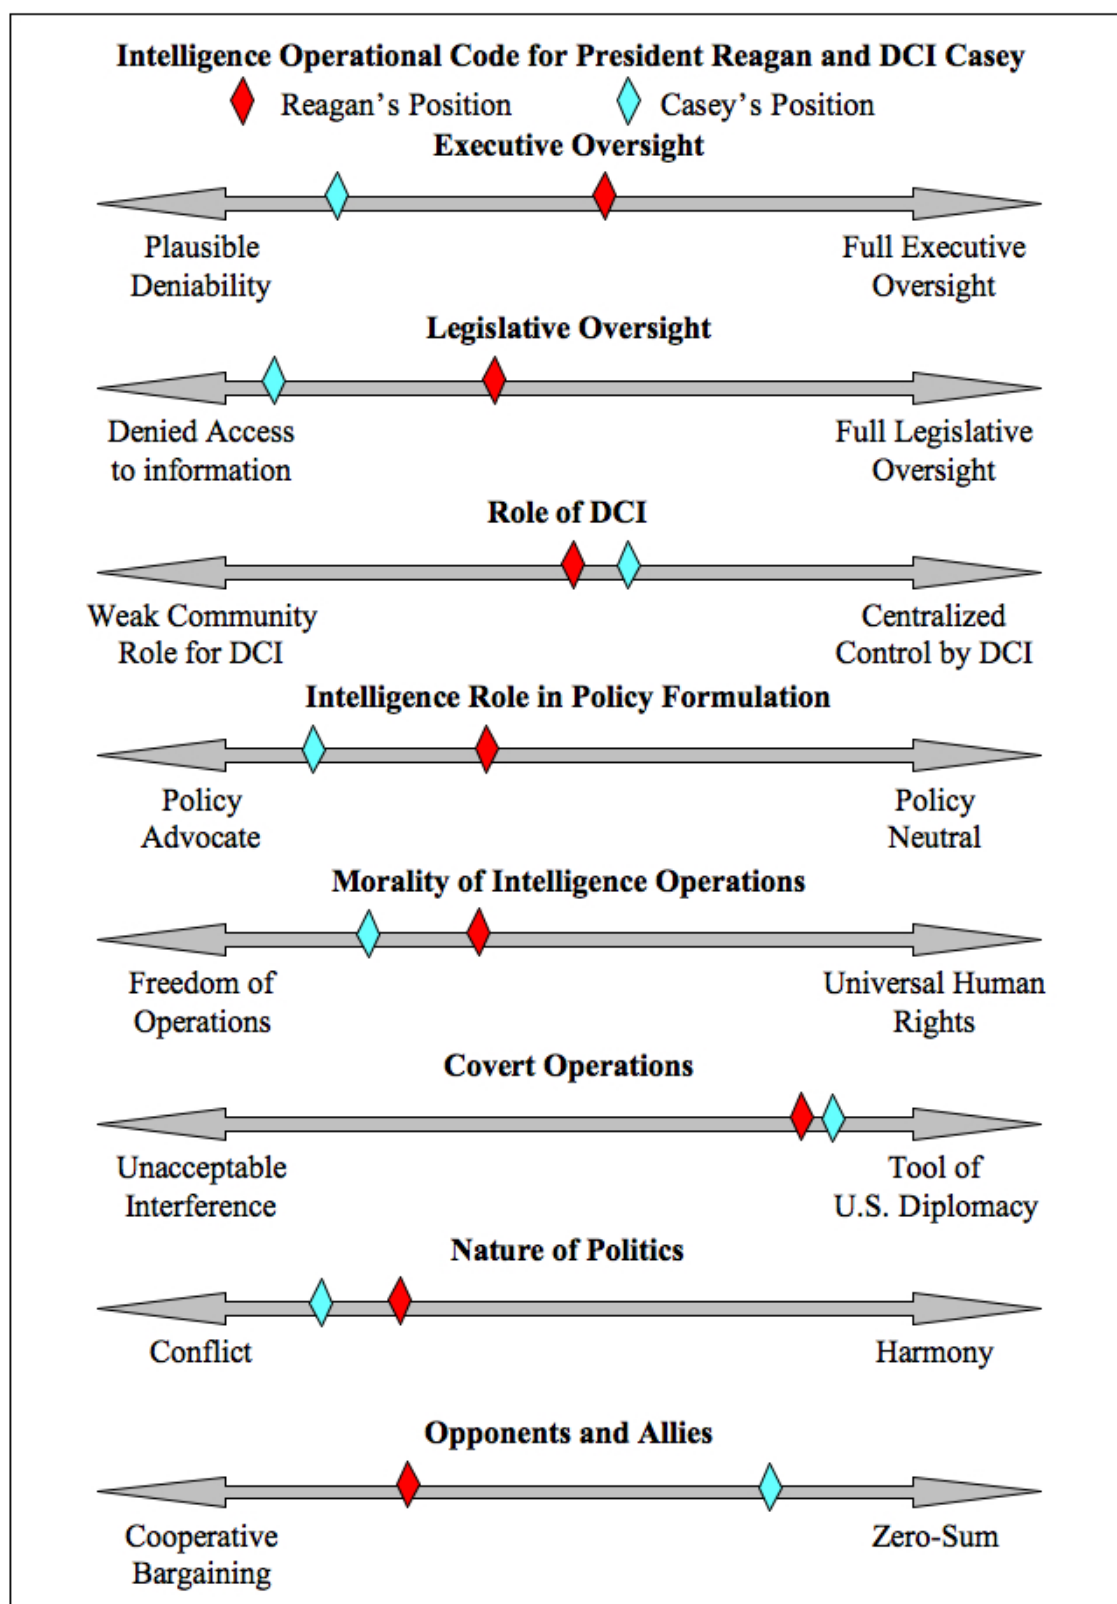 Intelligence Operational Code for President Reagan and DCI Casey
Reagan's Position Casey's Position
Executive Oversight
Plausible Full Executive
Deniability Oversight
Legislative Oversight
Denied Access Full Legislative
to information Oversight
Role of DCI
Weak Community Centralized
Role for DCI Control by DCI
Intelligence Role in Policy Formulation
Policy Policy
Advocate Neutral
Morality of Intelligence Operations
Freedom of Universal Human
Operations Rights
Covert Operations
Unacceptable Tool of
Interference U.S. Diplomacy
Nature of Politics
Conflict Harmony
Opponents and Allies
Cooperative Zero-Sum
Bargaining